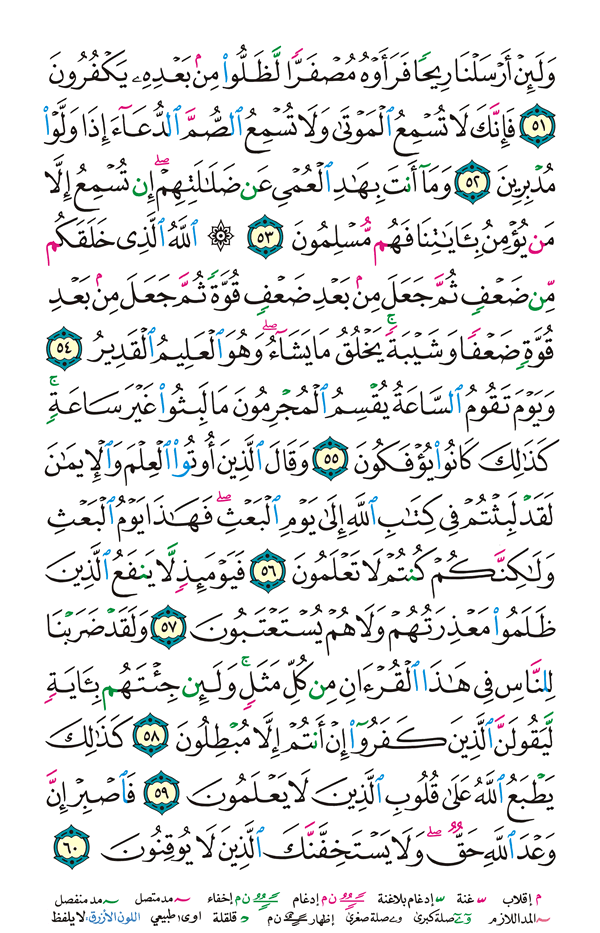 وَلَئِنْ أَرْسَلْنَا رِيحًا فَرَأَوْهُ مُصْفَرًّا لَّظَلُّوا۟ مِنۢ بَعْدِهِۦ يَكْفُرُونَ
٥١ فَإِنَّكَ لَا تُسْمِعُ ٱلْمَوْتَىٰ وَلَا تُسْمِعُ ٱلصُّمَّ ٱلدُّعَآءَ إِذَا وَلَّوْا۟
مُدْبِرِينَ ٥٢ وَمَآ أَنتَ بِهَٰدِ ٱلْعُمْىِ عَن ضَلَٰلَتِهِمْ ۖ إِن تُسْمِعُ إِلَّا
مَن يُؤْمِنُ بِـَٔايَٰتِنَا فَهُم مُّسْلِمُونَ ٥٣ ۞ ٱللَّهُ ٱلَّذِى خَلَقَكُم
مِّن ضَعْفٍ ثُمَّ جَعَلَ مِنۢ بَعْدِ ضَعْفٍ قُوَّةً ثُمَّ جَعَلَ مِنۢ بَعْدِ
قُوَّةٍ ضَعْفًا وَشَيْبَةً ۚ يَخْلُقُ مَا يَشَآءُ ۖ وَهُوَ ٱلْعَلِيمُ ٱلْقَدِيرُ ٥٤
وَيَوْمَ تَقُومُ ٱلسَّاعَةُ يُقْسِمُ ٱلْمُجْرِمُونَ مَا لَبِثُوا۟ غَيْرَ سَاعَةٍ ۚ
كَذَٰلِكَ كَانُوا۟ يُؤْفَكُونَ ٥٥ وَقَالَ ٱلَّذِينَ أُوتُوا۟ ٱلْعِلْمَ وَٱلْإِيمَٰنَ
لَقَدْ لَبِثْتُمْ فِى كِتَٰبِ ٱللَّهِ إِلَىٰ يَوْمِ ٱلْبَعْثِ ۖ فَهَٰذَا يَوْمُ ٱلْبَعْثِ
وَلَٰكِنَّكُمْ كُنتُمْ لَا تَعْلَمُونَ ٥٦ فَيَوْمَئِذٍ لَّا يَنفَعُ ٱلَّذِينَ
ظَلَمُوا۟ مَعْذِرَتُهُمْ وَلَا هُمْ يُسْتَعْتَبُونَ ٥٧ وَلَقَدْ ضَرَبْنَا
لِلنَّاسِ فِى هَٰذَا ٱلْقُرْءَانِ مِن كُلِّ مَثَلٍ ۚ وَلَئِن جِئْتَهُم بِـَٔايَةٍ
لَّيَقُولَنَّ ٱلَّذِينَ كَفَرُوٓا۟ إِنْ أَنتُمْ إِلَّا مُبْطِلُونَ ٥٨ كَذَٰلِكَ
يَطْبَعُ ٱللَّهُ عَلَىٰ قُلُوبِ ٱلَّذِينَ لَا يَعْلَمُونَ ٥٩ فَٱصْبِرْ إِنَّ
وَعْدَ ٱللَّهِ حَقٌّ ۖ وَلَا يَسْتَخِفَّنَّكَ ٱلَّذِينَ لَا يُوقِنُونَ ٦٠
م إقلاب غنة إدغام بلاغنة ن م إدغام ن م إخفاء مد متصل مد منفصل
المد اللازم صلة كبرى و ے صلة صغرى إظهار ن م د قلقلة اوى: طبيعي اللون الأزرق: لا يلفظ